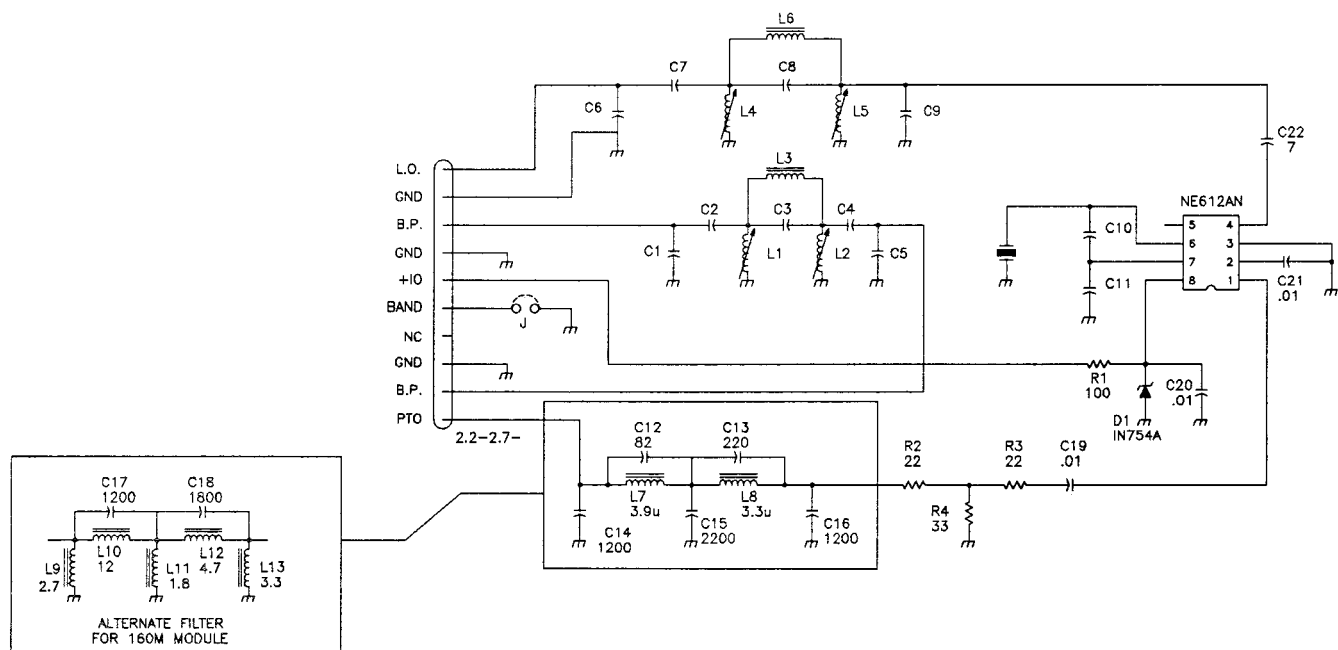 L6
C7
C8
C6
L4
L5
C9
C22
7
L.O.
GND
B.P.
GND
+10
BAND
NC
GND
B.P.
PTO
J
L3
C2
C3
C4
C1
L1
L2
C5
NE612AN
5
4
6
3
7
2
8
1
C10
C11
C21
.01
R1
100
C20
.01
D1
IN754A
2.2-2.7-
C12
82
C13
220
L7
3.9u
L8
3.3u
C14
1200
C15
2200
C16
1200
R2
22
R3
22
C19
.01
R4
33
C17
1200
C18
1800
L10
12
L12
4.7
L9
2.7
L11
1.8
L13
3.3
ALTERNATE FILTER
FOR 160M MODULE